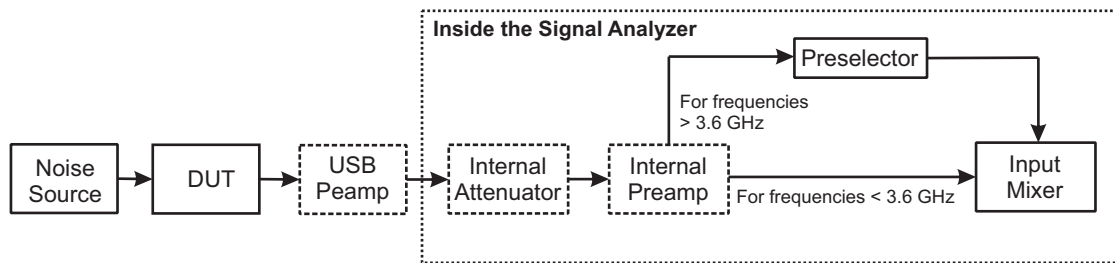 Inside the Signal Analyzer
Preselector
For frequencies
> 3.6 GHz
Noise
Source
DUT
USB
Peamp
Internal
Attenuator
Internal
Preamp
For frequencies < 3.6 GHz
Input
Mixer